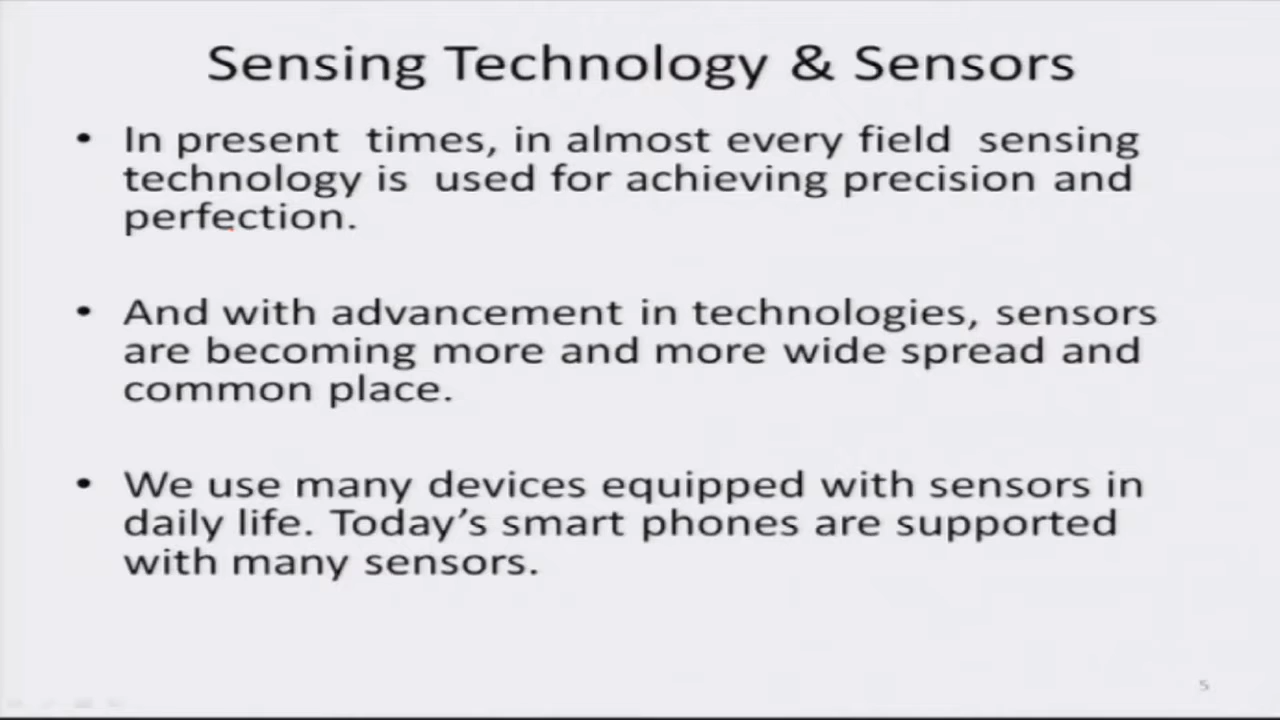 Sensing Technology & Sensors
• In present times, in almost every field sensing
technology is used for achieving precision and
perfection.
• And with advancement in technologies, sensors
are becoming more and more wide spread and
common place.
• We use many devices equipped with sensors in
daily life. Today's smart phones are supported
with many sensors.
5